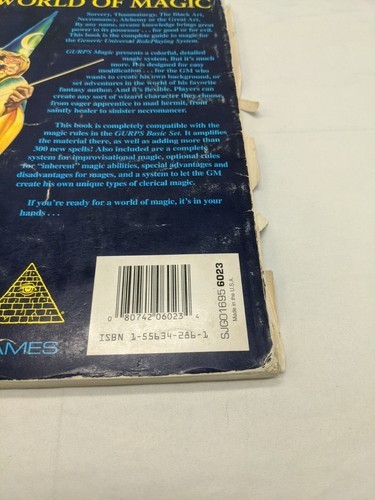 WORLD OF MAGIC
Sorcery, Thaumaturgy, The Black Art,
Necromancy, Alchemy or the Great Art.
By any name, arcane knowledge brings great
power to its possessor . . . for good or for evil.
This book is the complete guide to magic for
the Generic Universal RolePlaying System.
GURPS Magic presents a colorful, detailed
magic system. But it's much
more. It's designed for easy
modification . . . for the GM who
wants to create his own background, or
set adventures in the world of his favorite
fantasy author. And it's flexible. Players can
create any sort of wizard character they choose,
from eager apprentice to mad hermit, from
saintly healer to sinister necromancer.
This book is completely compatible with the
magic rules in the GURPS Basic Set. It amplifies
the material there, as well as adding more than
300 new spells! Also included are a complete
system for improvisational magic, optional rules
for "inherent" magic abilities, special advantages and
disadvantages for mages, and a system to let the GM
create his own unique types of clerical magic.
If you're ready for a world of magic, it's in your
hands . . .
0 80742 06023 4
ISBN 1-55634-286-1
SJG01695 6023
Made in the U.S.A.
AMES